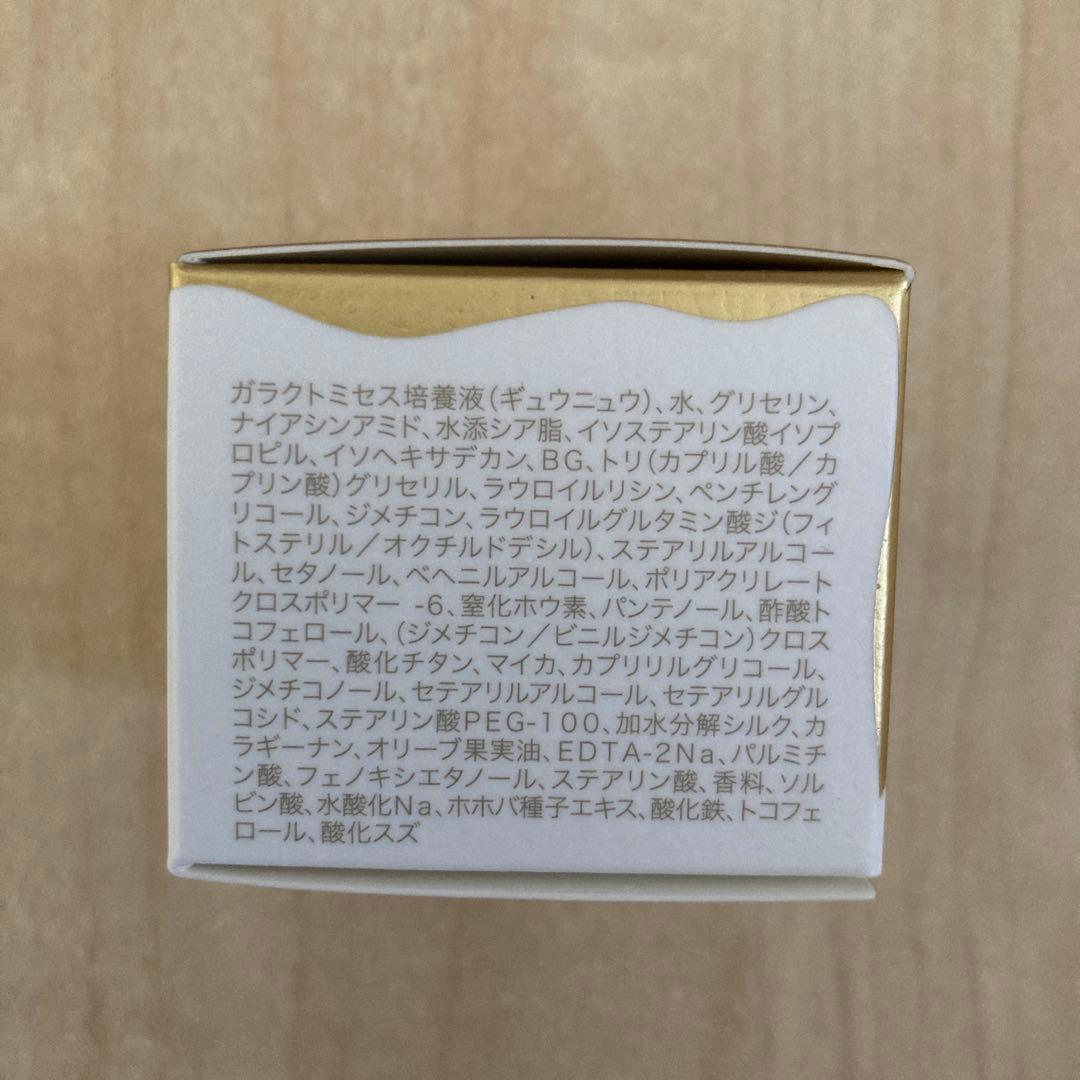 ガラクトミセス培養液(ギュウニュウ)、水、グリセリン、
ナイアシンアミド、水添シア脂、イソステアリン酸イソプ
ロピル、イソヘキサデカン、BG、トリ(カプリル酸／カ
プリン酸)グリセリル、ラウロイルリシン、ペンチレング
リコール、ジメチコン、ラウロイルグルタミン酸ジ(フィ
トステリル／オクチルドデシル)、ステアリルアルコー
ル、セタノール、ベヘニルアルコール、ポリアクリレート
クロスポリマー -6、窒化ホウ素、パンテノール、酢酸ト
コフェロール、(ジメチコン／ビニルジメチコン)クロス
ポリマー、酸化チタン、マイカ、カプリリルグリコール、
ジメチコノール、セテアリルアルコール、セテアリルグル
コシド、ステアリン酸PEG-100、加水分解シルク、カ
ラギーナン、オリーブ果実油、EDTA-2Na、パルミチ
ン酸、フェノキシエタノール、ステアリン酸、香料、ソル
ビン酸、水酸化Na、ホホバ種子エキス、酸化鉄、トコフェ
ロール、酸化スズ